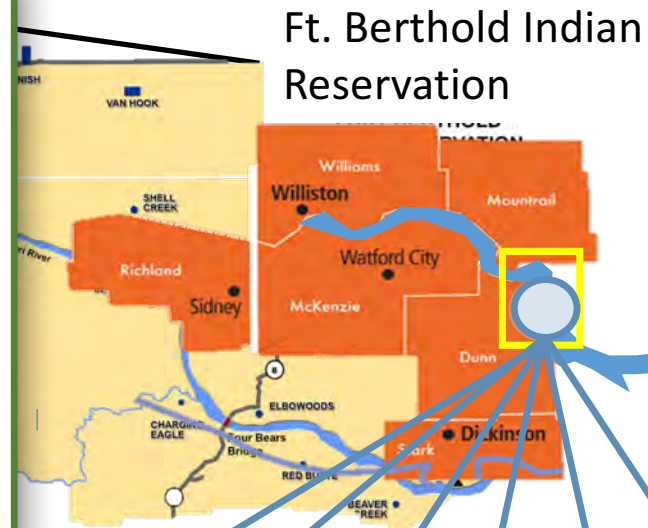 Ft. Berthold Indian
Reservation
VAN HOOK
Williams
Williston
Mountrail
SHELL
CREEK
Watford City
Richland
Sidney
McKenzie
Dunn
ELBOWOODS
CHARGING
EAGLE
Four Bears
Bridge
Dickinson
Stark
RED BUTTE
BEAVER
CREEK